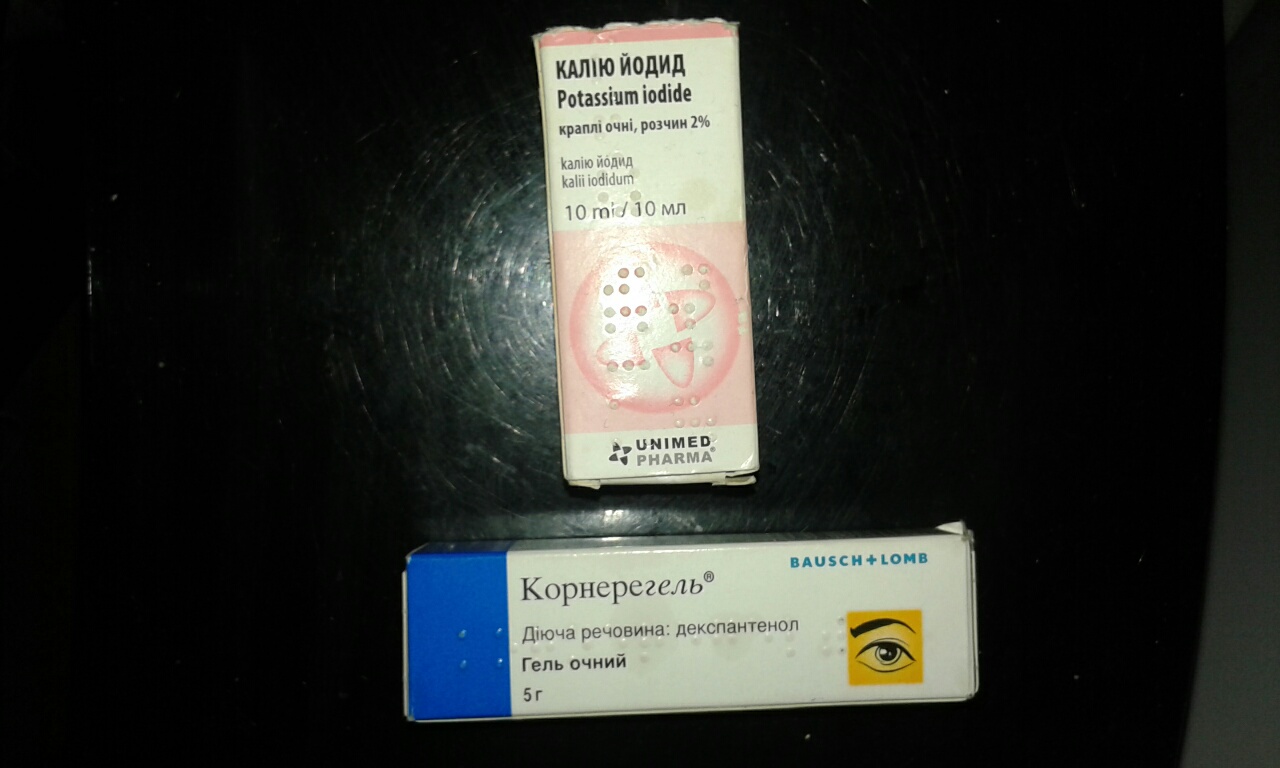 КАЛІЮ ЙОДИД
Potassium iodide
краплі очні, розчин 2%
калію йодид
kalii iodidum
10 ml / 10 мл
UNIMED
PHARMA®
BAUSCH+LOMB
Корнерегель®
Діюча речовина: декспантенол
Гель очний
5 г